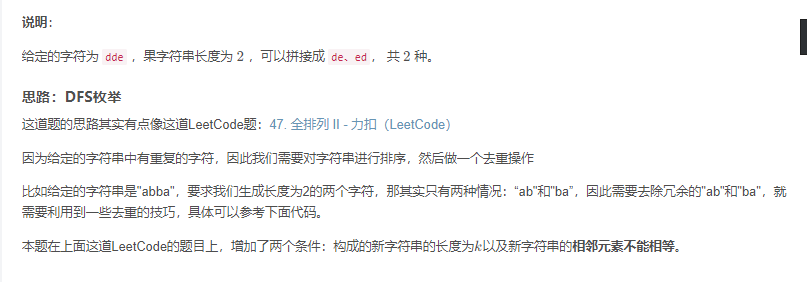 说明：
给定的字符为 dde ，果字符串长度为 2 ，可以拼接成 de、ed ， 共 2 种。
思路：DFS枚举
这道题的思路其实有点像这道LeetCode题：47. 全排列 II - 力扣（LeetCode）
因为给定的字符串中有重复的字符，因此我们需要对字符串进行排序，然后做一个去重操作
比如给定的字符串是"abba"，要求我们生成长度为2的两个字符，那其实只有两种情况：“ab"和"ba”，因此需要去除冗余的"ab"和"ba"，就
需要利用到一些去重的技巧，具体可以参考下面代码。
本题在上面这道LeetCode的题目上，增加了两个条件：构成的新字符串的长度为k以及新字符串的相邻元素不能相等。